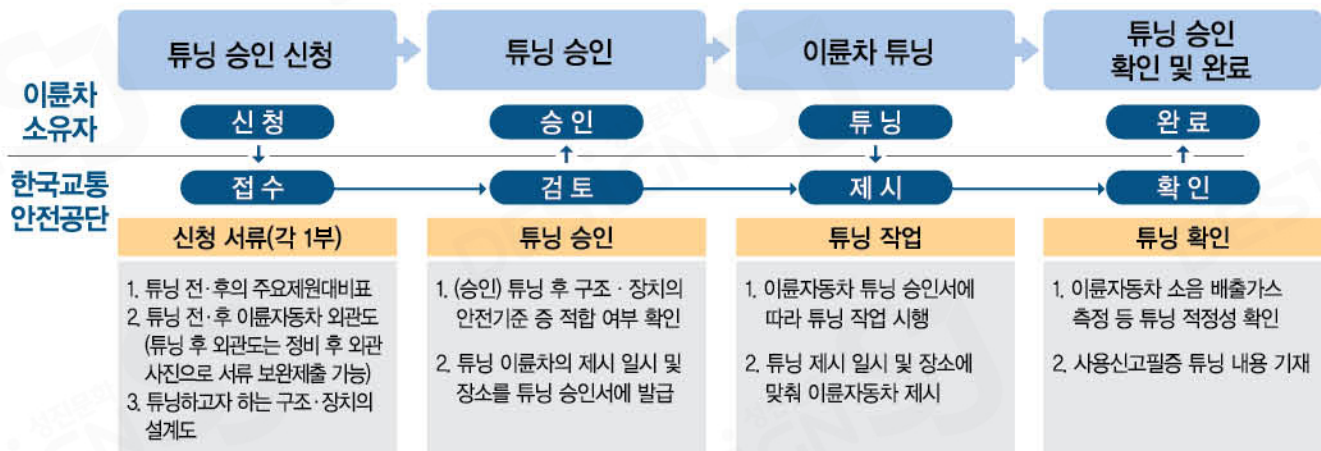 튜닝 승인 신청
튜닝 승인
이륜차 튜닝
튜닝 승인
확인 및 완료
이륜차
소유자
신청
승인
튜닝
완료
한국교통
안전공단
접수
검토
제시
확인
신청 서류(각 1부)
1. 튜닝 전·후의 주요제원대비표
2. 튜닝 전·후 이륜자동차 외관도
(튜닝 후 외관도는 정비 후 외관
사진으로 서류 보완제출 가능)
3. 튜닝하고자 하는 구조·장치의
설계도
튜닝 승인
1. (승인) 튜닝 후 구조·장치의
안전기준 증 적합 여부 확인
2. 튜닝 이륜차의 제시 일시 및
장소를 튜닝 승인서에 발급
튜닝 작업
1. 이륜자동차 튜닝 승인서에
따라 튜닝 작업 시행
2. 튜닝 제시 일시 및 장소에
맞춰 이륜자동차 제시
튜닝 확인
1. 이륜자동차 소음 배출가스
측정 등 튜닝 적정성 확인
2. 사용신고필증 튜닝 내용 기재